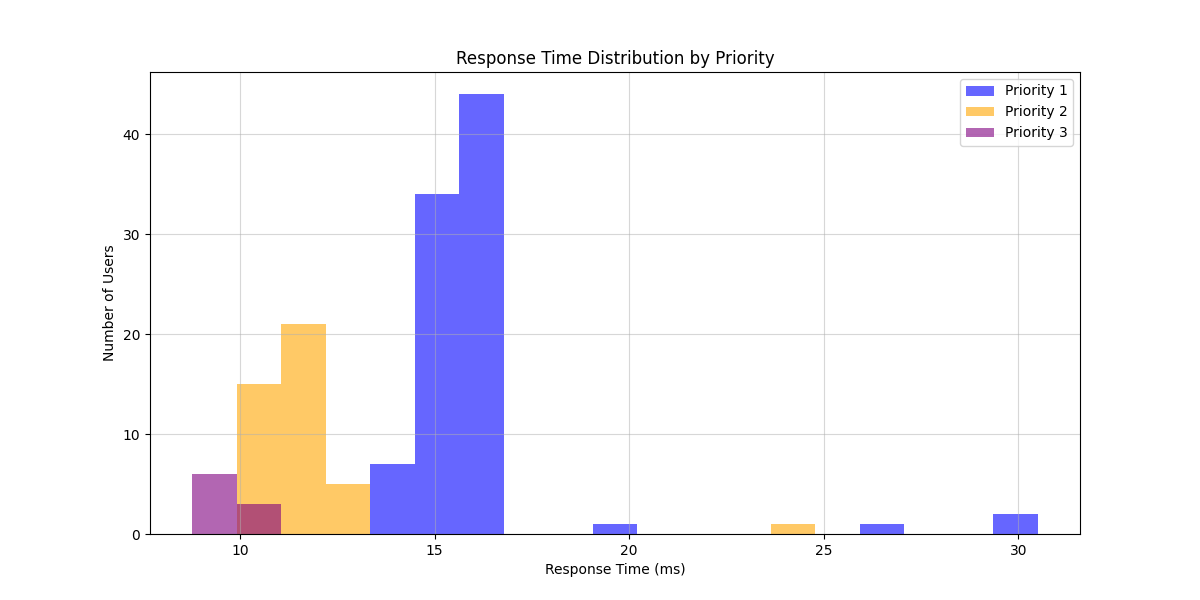 Response Time Distribution by Priority
Priority 1
Priority 2
Priority 3
Number of Users
40
30
20
10
0
10 15 20 25 30
Response Time (ms)